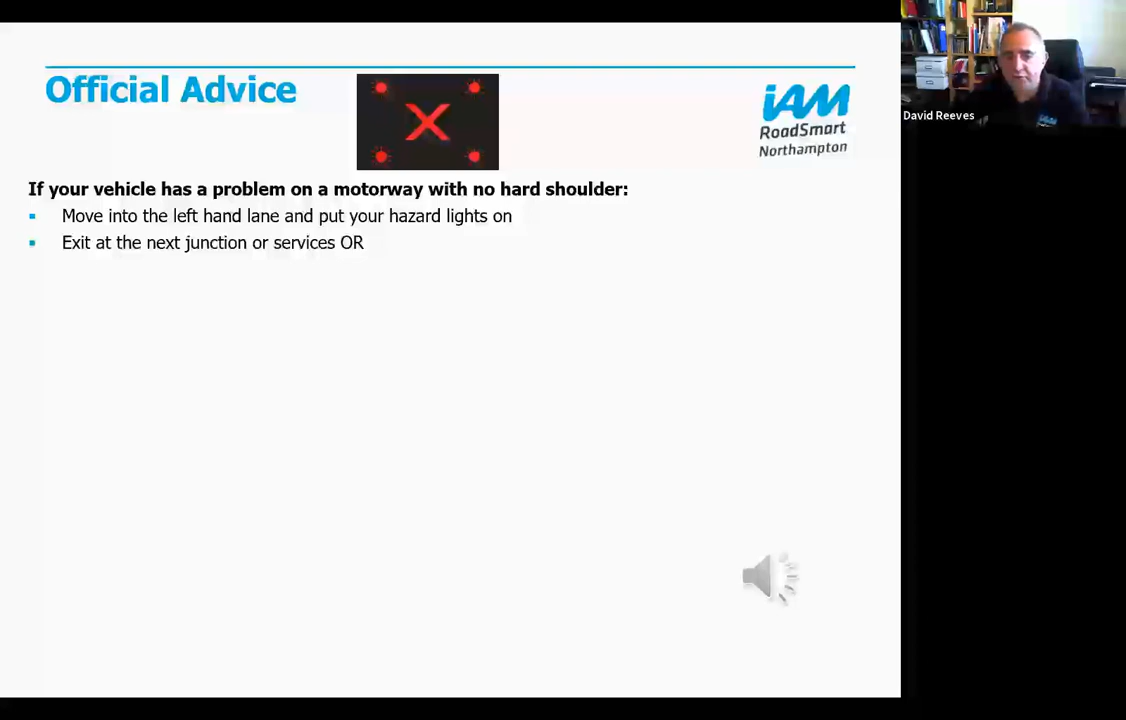 Official Advice
X
iAM
RoadSmart
Northampton
David Reeves
If your vehicle has a problem on a motorway with no hard shoulder:
Move into the left hand lane and put your hazard lights on
Exit at the next junction or services OR